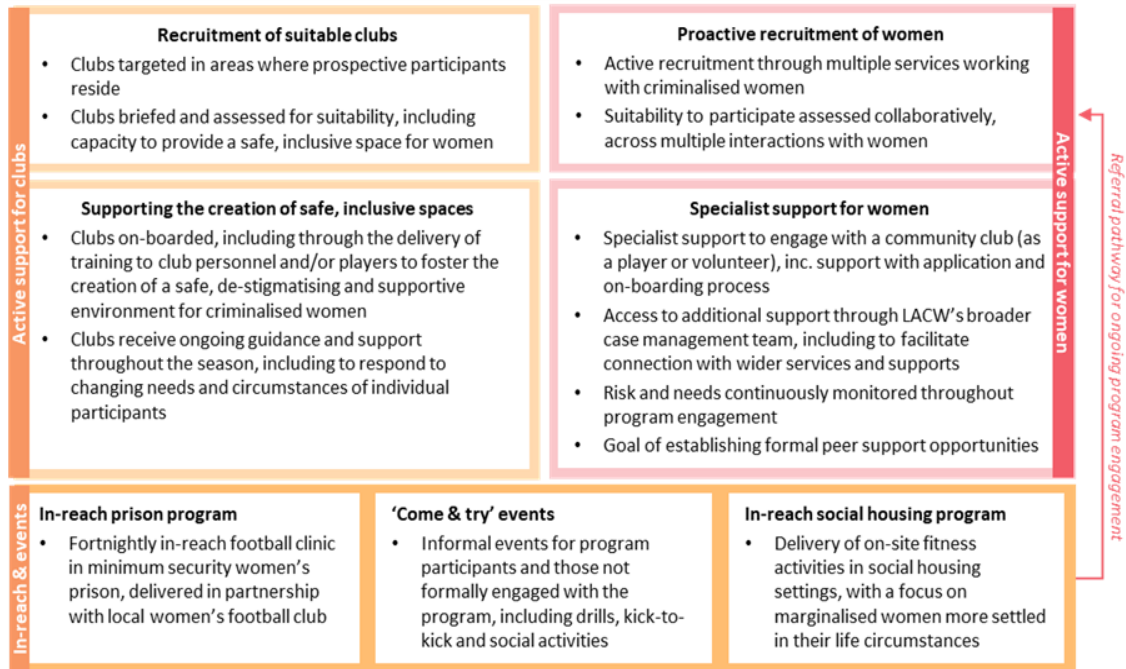 Active support for clubs
Recruitment of suitable clubs
• Clubs targeted in areas where prospective participants
reside
• Clubs briefed and assessed for suitability, including
capacity to provide a safe, inclusive space for women
Proactive recruitment of women
• Active recruitment through multiple services working
with criminalised women
• Suitability to participate assessed collaboratively,
across multiple interactions with women
Supporting the creation of safe, inclusive spaces
• Clubs on-boarded, including through the delivery of
training to club personnel and/or players to foster the
creation of a safe, de-stigmatising and supportive
environment for criminalised women
• Clubs receive ongoing guidance and support
throughout the season, including to respond to
changing needs and circumstances of individual
participants
Specialist support for women
• Specialist support to engage with a community club (as
a player or volunteer), inc. support with application and
on-boarding process
• Access to additional support through LACW's broader
case management team, including to facilitate
connection with wider services and supports
• Risk and needs continuously monitored throughout
program engagement
• Goal of establishing formal peer support opportunities
Active support for women
Referral pathway for ongoing program engagement
In-reach & events
In-reach prison program
• Fortnightly in-reach football clinic
in minimum security women's
prison, delivered in partnership
with local women's football club
'Come & try' events
• Informal events for program
participants and those not
formally engaged with the
program, including drills, kick-to-
kick and social activities
In-reach social housing program
• Delivery of on-site fitness
activities in social housing
settings, with a focus on
marginalised women more settled
in their life circumstances